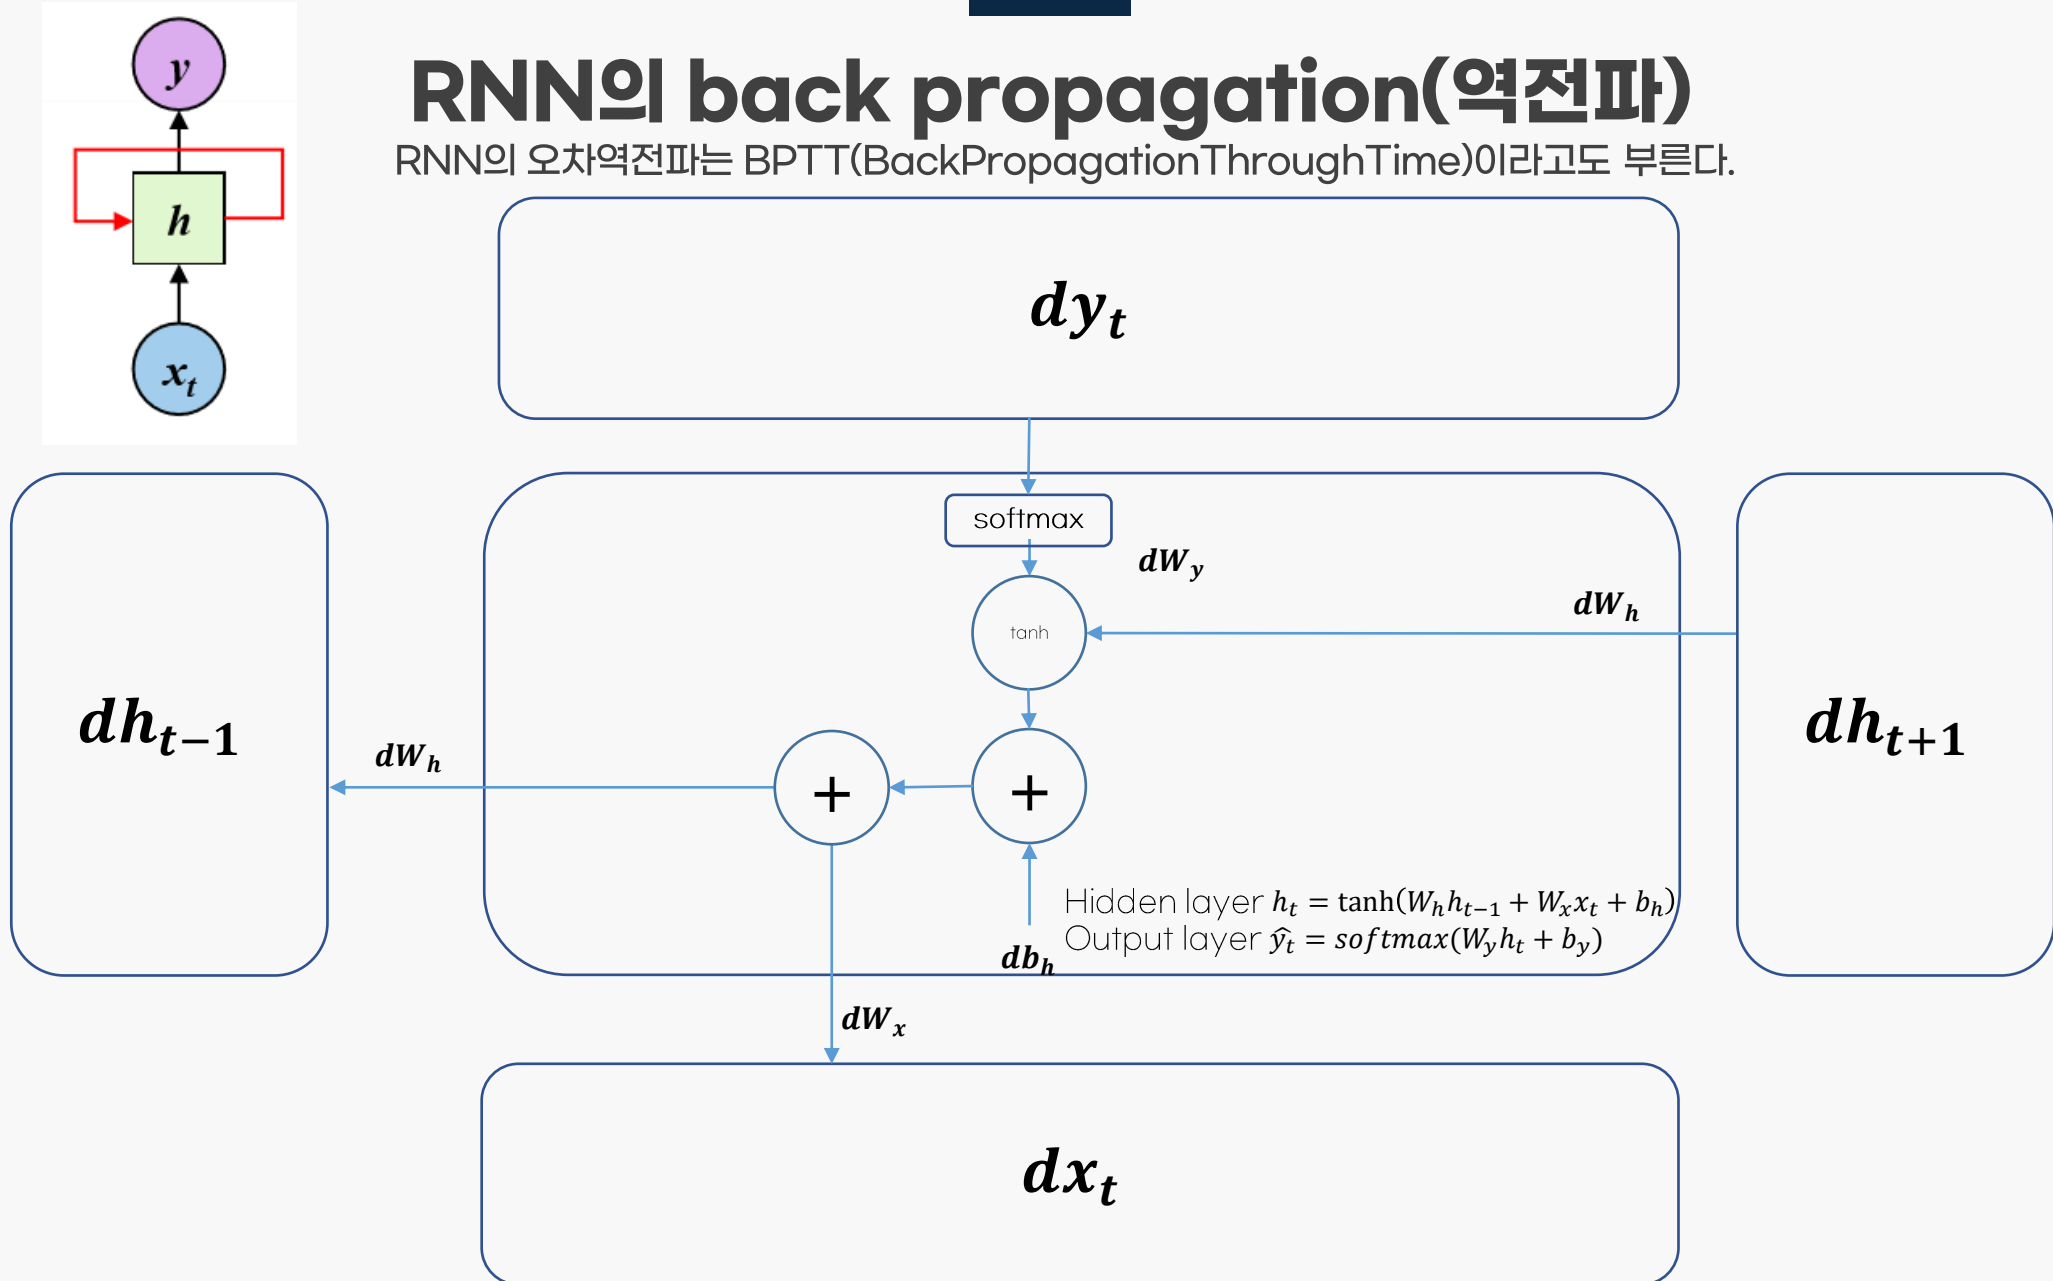 y
h
x_t
RNN의 back propagation(역전파)
RNN의 오차역전파는 BPTT(BackPropagationThroughTime)이라고도 부른다.
dy_t
softmax
dW_y
dW_h
tanh
dh_{t-1}
dh_{t+1}
dW_h
+
+
Hidden layer h_t = tanh(W_h h_{t-1} + W_x x_t + b_h)
Output layer ŷ_t = softmax(W_y h_t + b_y)
db_h
dW_x
dx_t